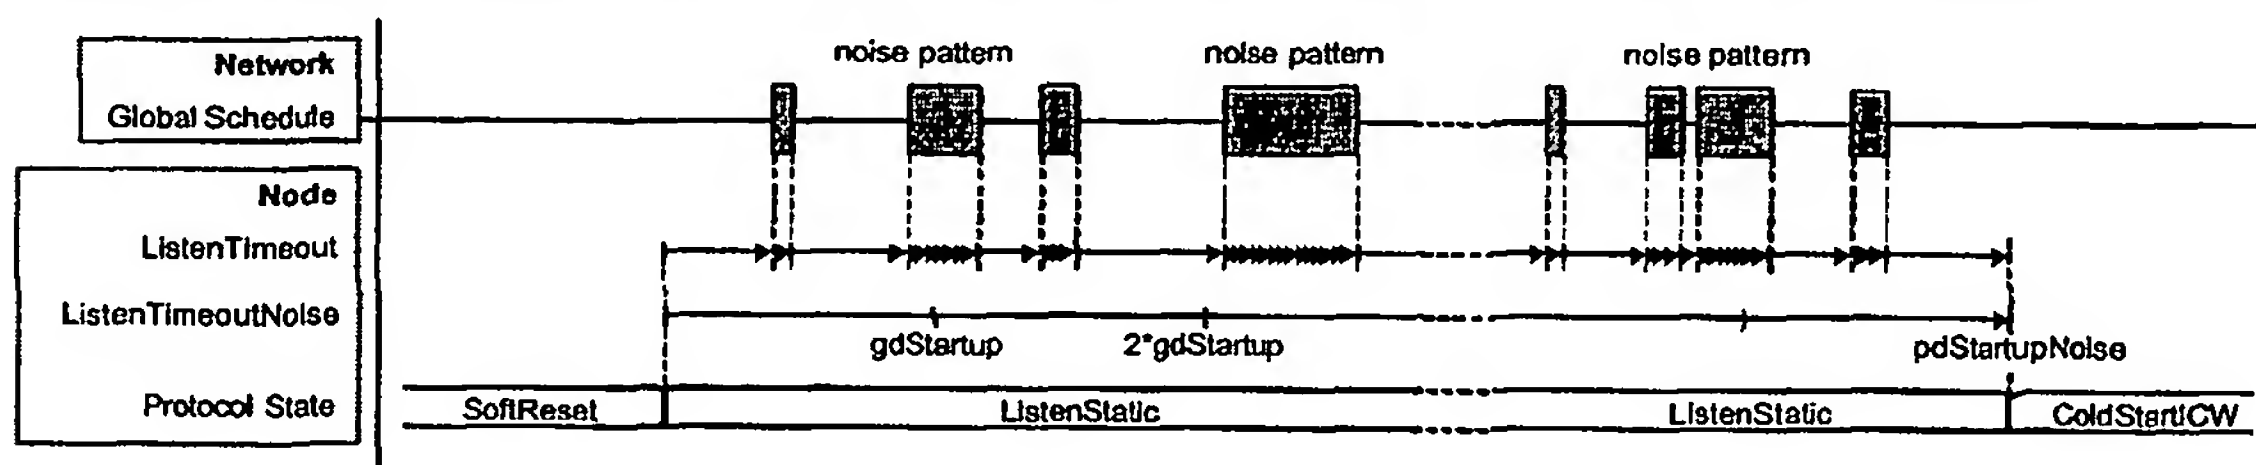 noise pattern noise pattern noise pattern
Network
Global Schedule
Node
ListenTimeout
ListenTimeoutNoise
gdStartup 2*gdStartup pdStartupNoise
Protocol State SoftReset ListenStatic ListenStatic ColdStartICW